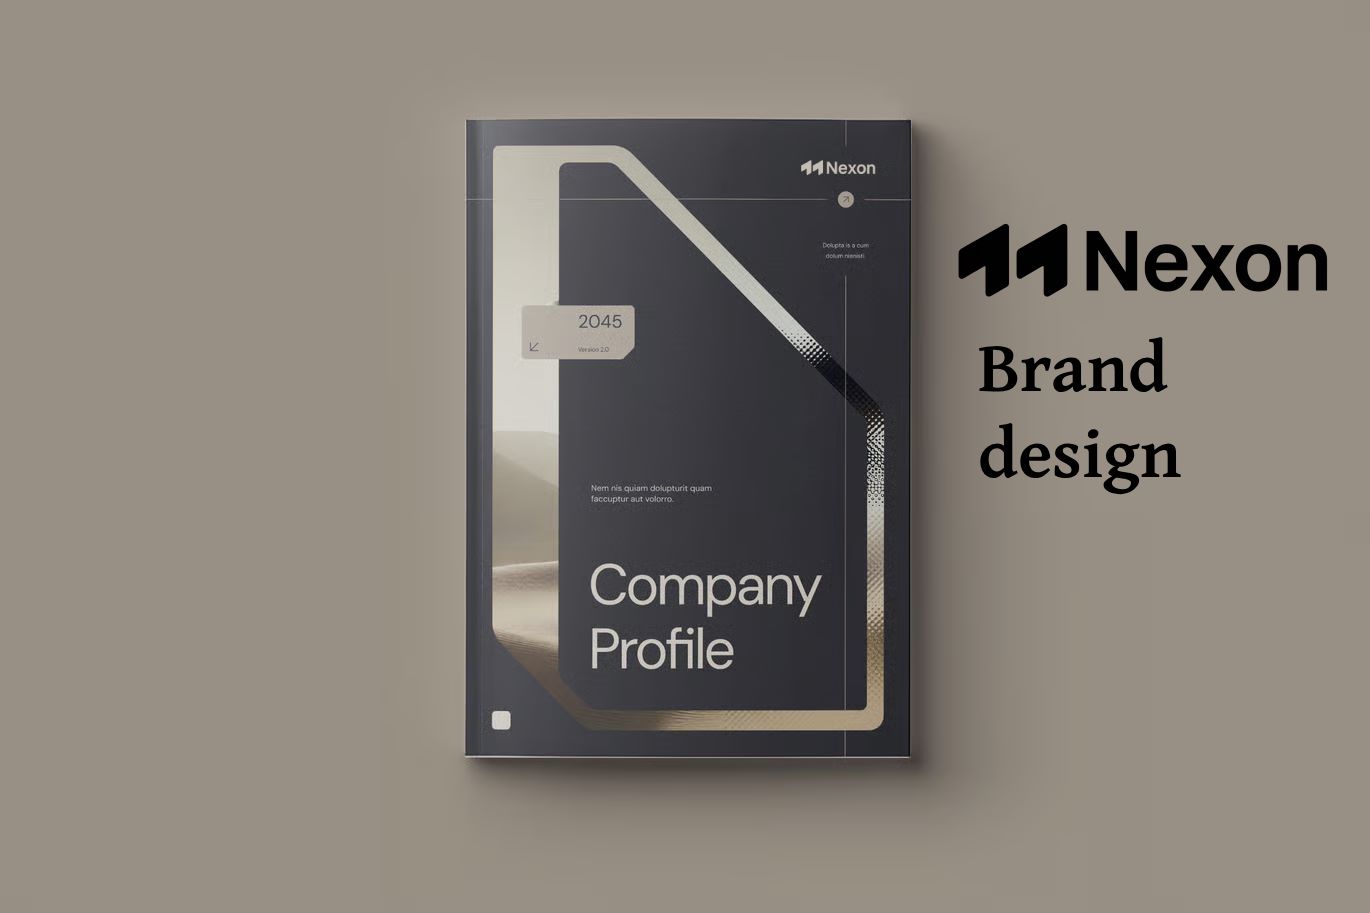 Nexon
Dolupta is a cum
dolum nienisti.
2045
Version 2.0
Nem nis quiam dolupturit quam
faccuptur aut volorro.
Company
Profile
Nexon
Brand
design